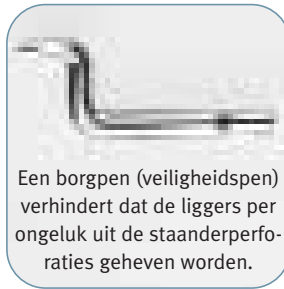 Een borgpen (veiligheidspen)
verhindert dat de liggers per
ongeluk uit de staanderperfo-
raties geheven worden.